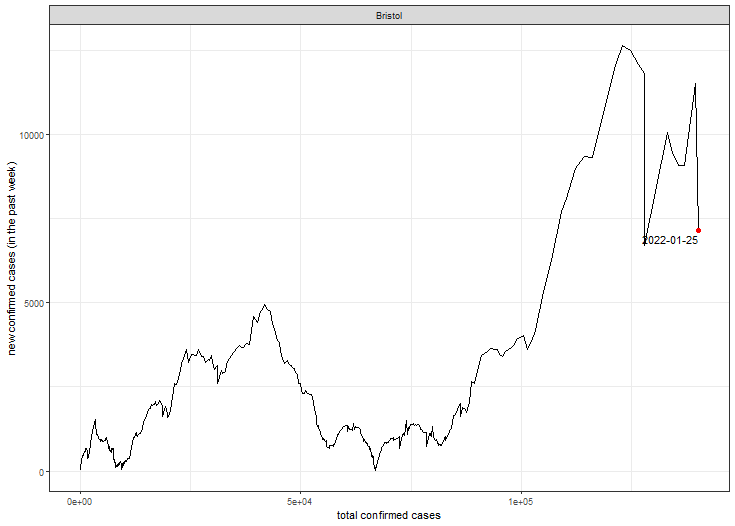 Bristol
new confirmed cases (in the past week)
10000
5000
0
2022-01-25
0e+00
5e+04
1e+05
total confirmed cases